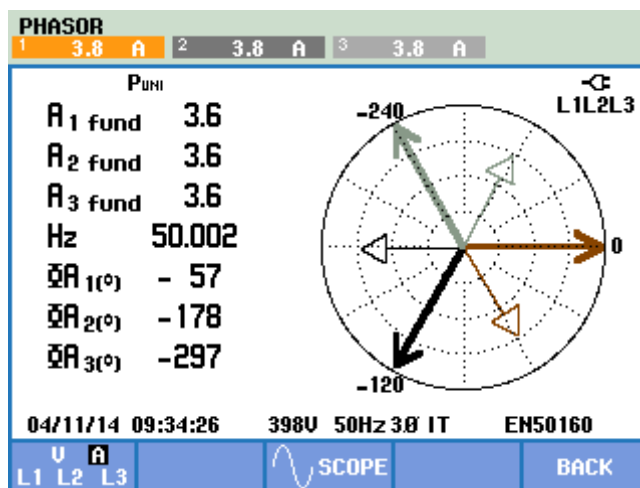 PHASOR
1 3.8 A 2 3.8 A 3 3.8 A
PUNI
L1L2L3
A1 fund 3.6
A2 fund 3.6
A3 fund 3.6
Hz 50.002
ΦA1(°) - 57
ΦA2(°) -178
ΦA3(°) -297
-240
0
-120
04/11/14 09:34:26 398V 50Hz 3Ø IT EN50160
V A
L1 L2 L3
SCOPE
BACK